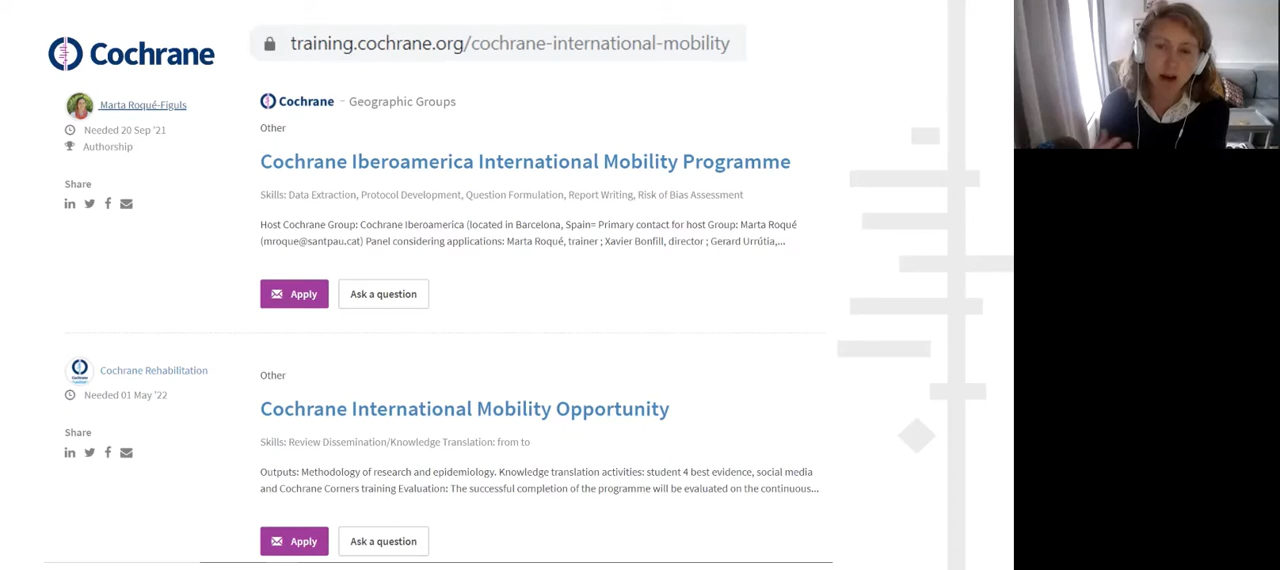 Cochrane
training.cochrane.org/cochrane-international-mobility
Marta Roqué-Figuls
Needed 20 Sep '21
Authorship
Share
Cochrane - Geographic Groups
Other
Cochrane Iberoamerica International Mobility Programme
Skills: Data Extraction, Protocol Development, Question Formulation, Report Writing, Risk of Bias Assessment
Host Cochrane Group: Cochrane Iberoamerica (located in Barcelona, Spain= Primary contact for host Group: Marta Roqué
(mroque@santpau.cat) Panel considering applications: Marta Roqué, trainer ; Xavier Bonfill, director ; Gerard Urrútia,...
Apply
Ask a question
Cochrane Rehabilitation
Needed 01 May '22
Share
Other
Cochrane International Mobility Opportunity
Skills: Review Dissemination/Knowledge Translation: from to
Outputs: Methodology of research and epidemiology. Knowledge translation activities: student 4 best evidence, social media
and Cochrane Corners training Evaluation: The successful completion of the programme will be evaluated on the continuous...
Apply
Ask a question